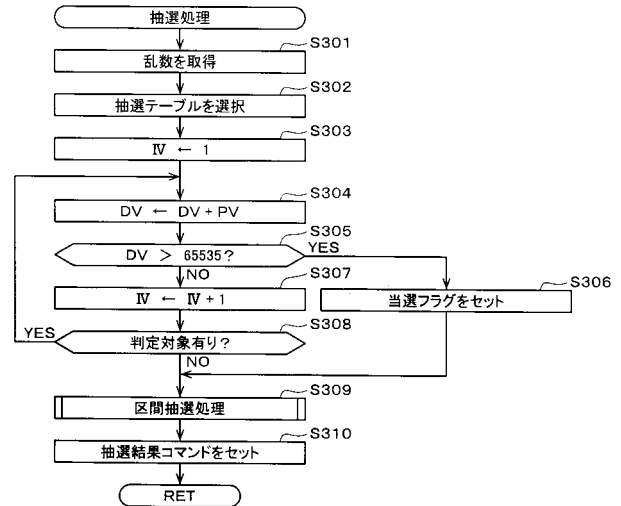 抽選処理
S301
乱数を取得
S302
抽選テーブルを選択
S303
Ⅳ ← 1
S304
DV ← DV+PV
S305
DV > 65535?
YES
NO
S307
Ⅳ ← Ⅳ+1
S306
当選フラグをセット
S308
YES
判定対象有り?
NO
S309
区間抽選処理
S310
抽選結果コマンドをセット
RET